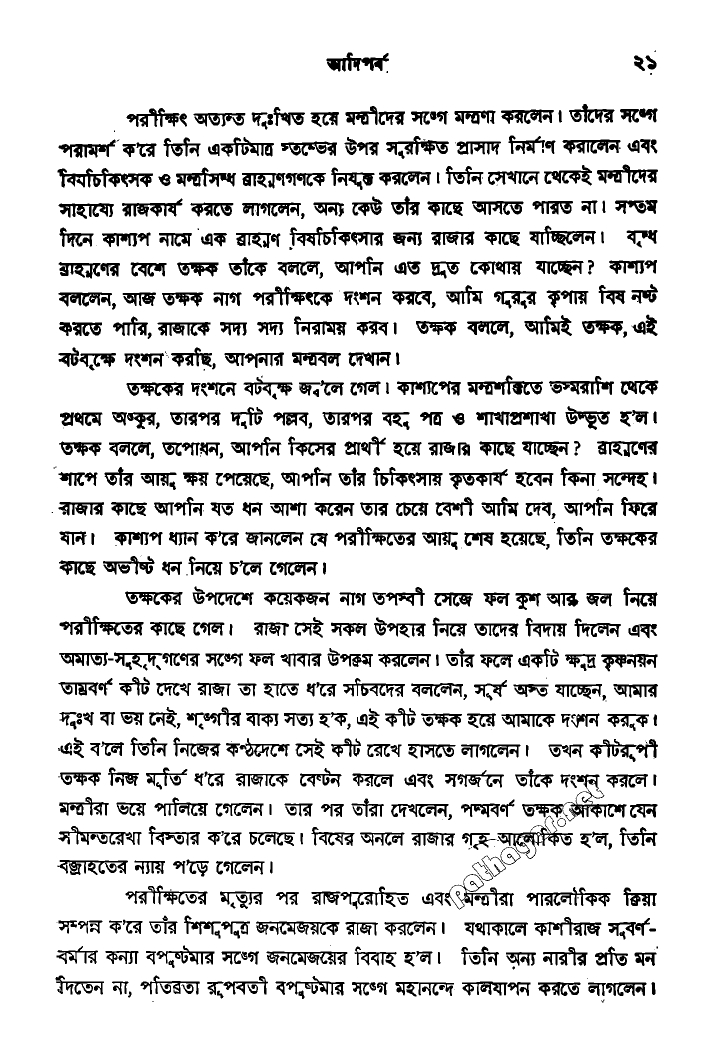 আদিপর্ব ২১
পরীক্ষিৎ অত্যন্ত দুঃখিত হয়ে মন্ত্রীদের সঙ্গে মন্ত্রণা করলেন। তাঁদের সঙ্গে
পরামর্শ ক'রে তিনি একটিমাত্র স্তম্ভের উপর সুরক্ষিত প্রাসাদ নির্মাণ করালেন এবং
বিষচিকিৎসক ও মন্ত্রসিদ্ধ ব্রাহ্মণগণকে নিযুক্ত করলেন। তিনি সেখানে থেকেই মন্ত্রীদের
সাহায্যে রাজকার্য করতে লাগলেন, অন্য কেউ তাঁর কাছে আসতে পারত না। সপ্তম
দিনে কাশ্যপ নামে এক ব্রাহ্মণ বিষচিকিৎসার জন্য রাজার কাছে যাচ্ছিলেন। বৃদ্ধ
ব্রাহ্মণের বেশে তক্ষক তাঁকে বললে, আপনি এত দ্রুত কোথায় যাচ্ছেন? কাশ্যপ
বললেন, আজ তক্ষক নাগ পরীক্ষিৎকে দংশন করবে, আমি গুরুর কৃপায় বিষ নষ্ট
করতে পারি, রাজাকে সদ্য সদ্য নিরাময় করব। তক্ষক বললে, আমিই তক্ষক, এই
বটবৃক্ষে দংশন করছি, আপনার মন্ত্রবল দেখান।
তক্ষকের দংশনে বটবৃক্ষ জ্ব'লে গেল। কাশ্যপের মন্ত্রশক্তিতে ভস্মরাশি থেকে
প্রথমে অঙ্কুর, তারপর দুটি পল্লব, তারপর বহু পত্র ও শাখাপ্রশাখা উদ্ভূত হ'ল।
তক্ষক বললে, তপোধন, আপনি কিসের প্রার্থী হয়ে রাজার কাছে যাচ্ছেন? ব্রাহ্মণের
শাপে তাঁর আয়ু ক্ষয় পেয়েছে, আপনি তাঁর চিকিৎসায় কৃতকার্য হবেন কিনা সন্দেহ।
রাজার কাছে আপনি যত ধন আশা করেন তার চেয়ে বেশী আমি দেব, আপনি ফিরে
যান। কাশ্যপ ধ্যান ক'রে জানলেন যে পরীক্ষিতের আয়ু শেষ হয়েছে, তিনি তক্ষকের
কাছে অভীষ্ট ধন নিয়ে চ'লে গেলেন।
তক্ষকের উপদেশে কয়েকজন নাগ তপস্বী সেজে ফল কুশ আর জল নিয়ে
পরীক্ষিতের কাছে গেল। রাজা সেই সকল উপহার নিয়ে তাদের বিদায় দিলেন এবং
অমাত্য-সুহৃদ্‌গণের সঙ্গে ফল খাবার উপক্রম করলেন। তাঁর ফলে একটি ক্ষুদ্র কৃষ্ণনয়ন
তাম্রবর্ণ কীট দেখে রাজা তা হাতে ধ'রে সচিবদের বললেন, সূর্য অস্ত যাচ্ছেন, আমার
দুঃখ বা ভয় নেই, শৃঙ্গীর বাক্য সত্য হ'ক, এই কীট তক্ষক হয়ে আমাকে দংশন করুক।
এই ব'লে তিনি নিজের কণ্ঠদেশে সেই কীট রেখে হাসতে লাগলেন। তখন কীটরূপী
তক্ষক নিজ মূর্তি ধ'রে রাজাকে বেষ্টন করলে এবং সগর্জনে তাঁকে দংশন করলে।
মন্ত্রীরা ভয়ে পালিয়ে গেলেন। তার পর তাঁরা দেখলেন, পদ্মবর্ণ তক্ষক আকাশে যেন
সীমন্তরেখা বিস্তার ক'রে চলেছে। বিষের অনলে রাজার গৃহ আলোকিত হ'ল, তিনি
বজ্রাহতের ন্যায় প'ড়ে গেলেন।
পরীক্ষিতের মৃত্যুর পর রাজপুরোহিত এবং মন্ত্রীরা পারলৌকিক ক্রিয়া
সম্পন্ন ক'রে তাঁর শিশুপুত্র জনমেজয়কে রাজা করলেন। যথাকালে কাশীরাজ সুবর্ণ-
বর্মার কন্যা বপুষ্টমার সঙ্গে জনমেজয়ের বিবাহ হ'ল। তিনি অন্য নারীর প্রতি মন
দিতেন না, পতিব্রতা রূপবতী বপুষ্টমার সঙ্গে মহানন্দে কালযাপন করতে লাগলেন।
pathagar.net